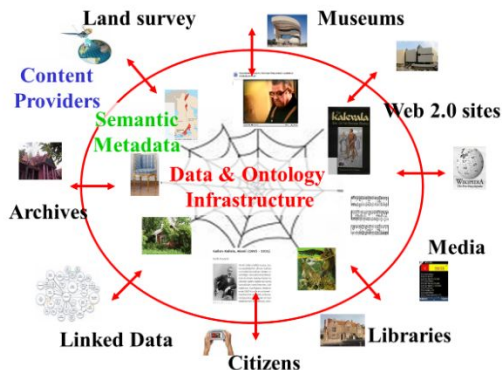 Land survey
Museums
Content
Providers
Semantic
Metadata
Kalevala
Web 2.0 sites
Data & Ontology
Infrastructure
WIKIPEDIA
Archives
Media
Linked Data
Citizens
Libraries